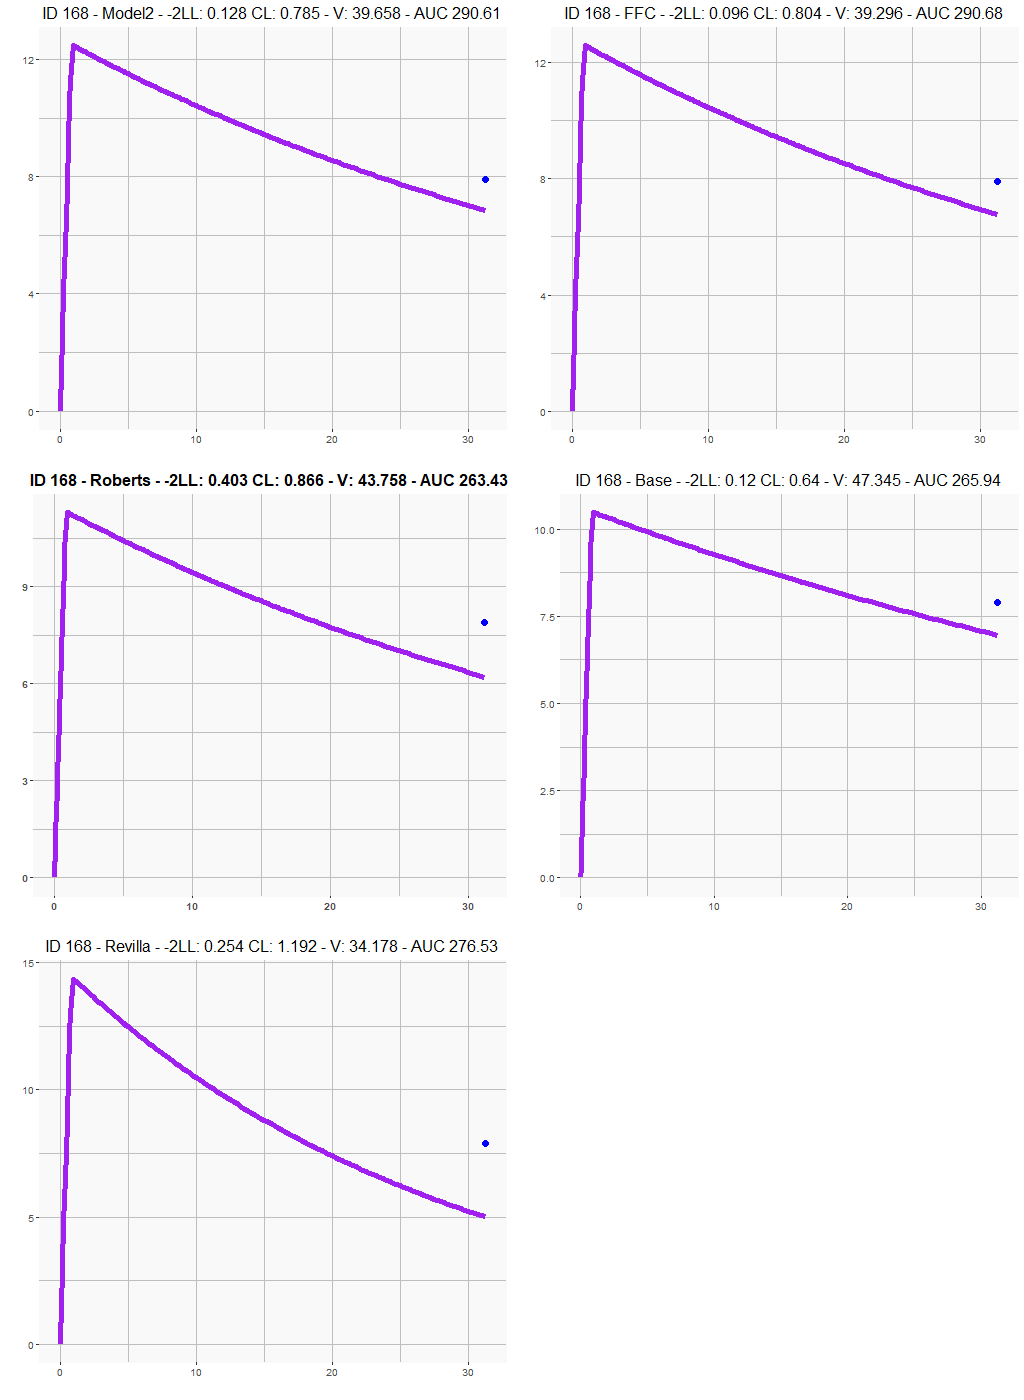 ID 168 - Model2 - -2LL: 0.128 CL: 0.785 - V: 39.658 - AUC 290.61
12
8
4
0
0 10 20 30
ID 168 - FFC - -2LL: 0.096 CL: 0.804 - V: 39.296 - AUC 290.68
12
8
4
0
0 10 20 30
ID 168 - Roberts - -2LL: 0.403 CL: 0.866 - V: 43.758 - AUC 263.43
9
6
3
0
0 10 20 30
ID 168 - Base - -2LL: 0.12 CL: 0.64 - V: 47.345 - AUC 265.94
10.0
7.5
5.0
2.5
0.0
0 10 20 30
ID 168 - Revilla - -2LL: 0.254 CL: 1.192 - V: 34.178 - AUC 276.53
15
10
5
0
0 10 20 30